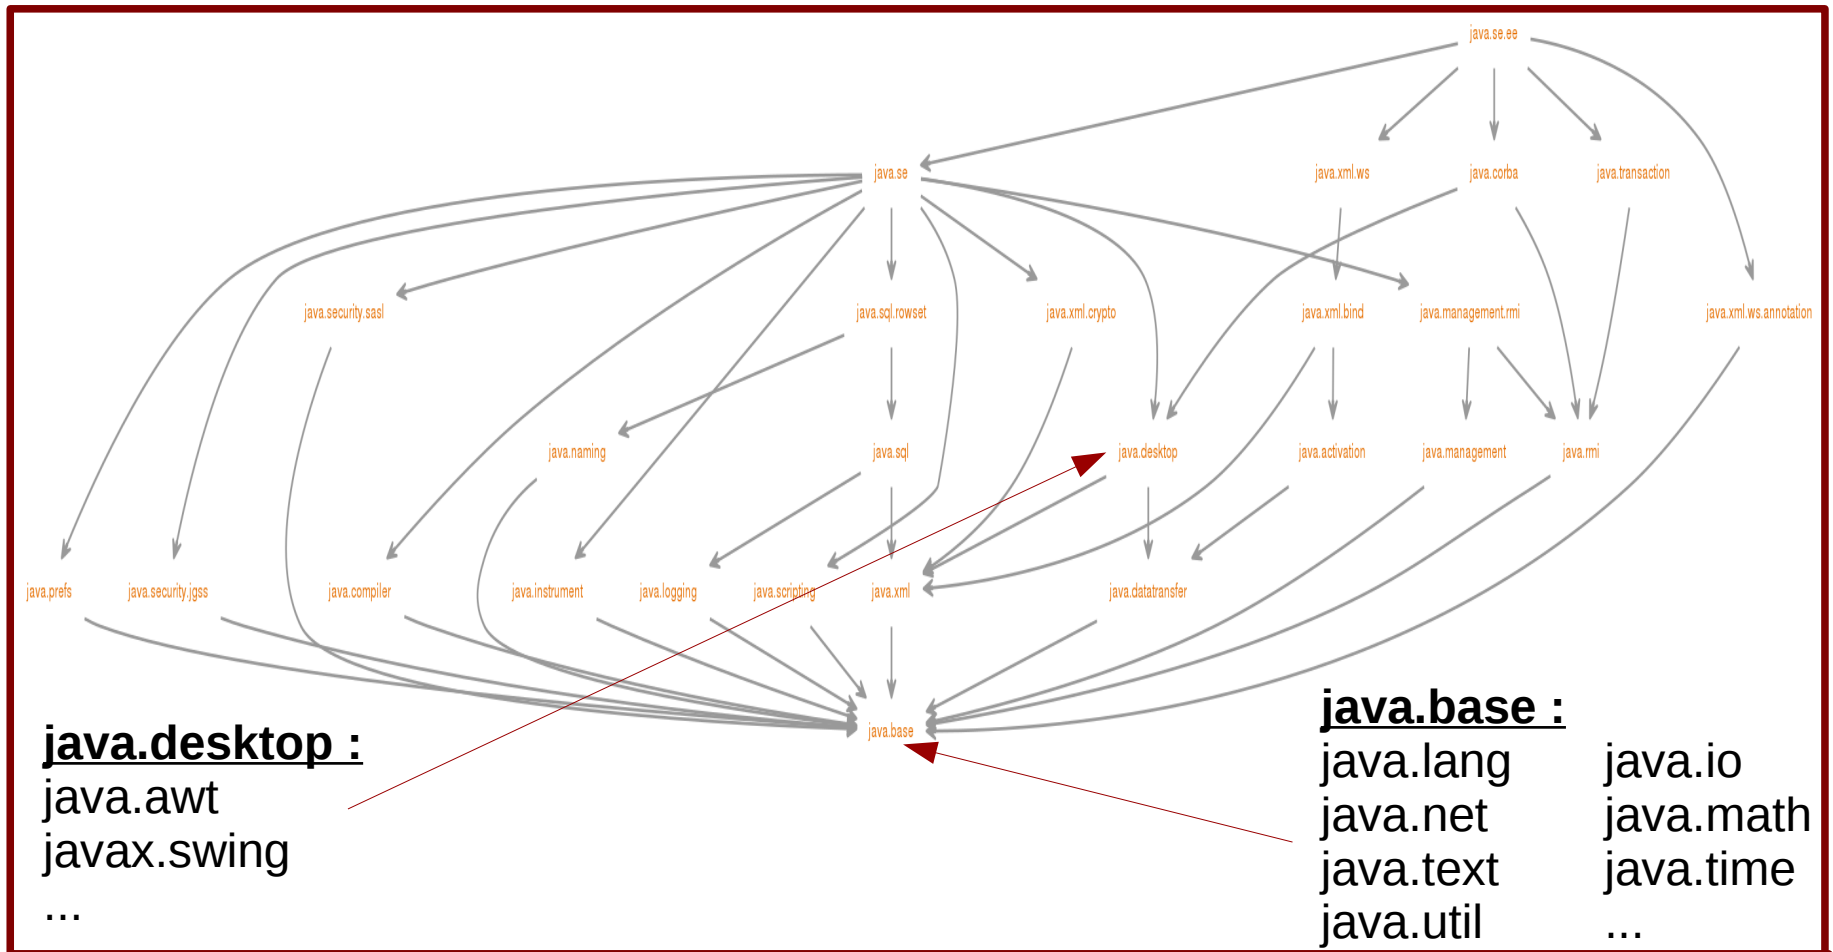 java.se.ee
java.se
java.xml.ws
java.corba
java.transaction
java.security.sasl
java.sql.rowset
java.xml.crypto
java.xml.bind
java.management.rmi
java.xml.ws.annotation
java.naming
java.sql
java.desktop
java.activation
java.management
java.rmi
java.prefs
java.security.jgss
java.compiler
java.instrument
java.logging
java.scripting
java.xml
java.datatransfer
java.base
java.desktop :
java.awt
javax.swing
...
java.base :
java.lang java.io
java.net java.math
java.text java.time
java.util ...